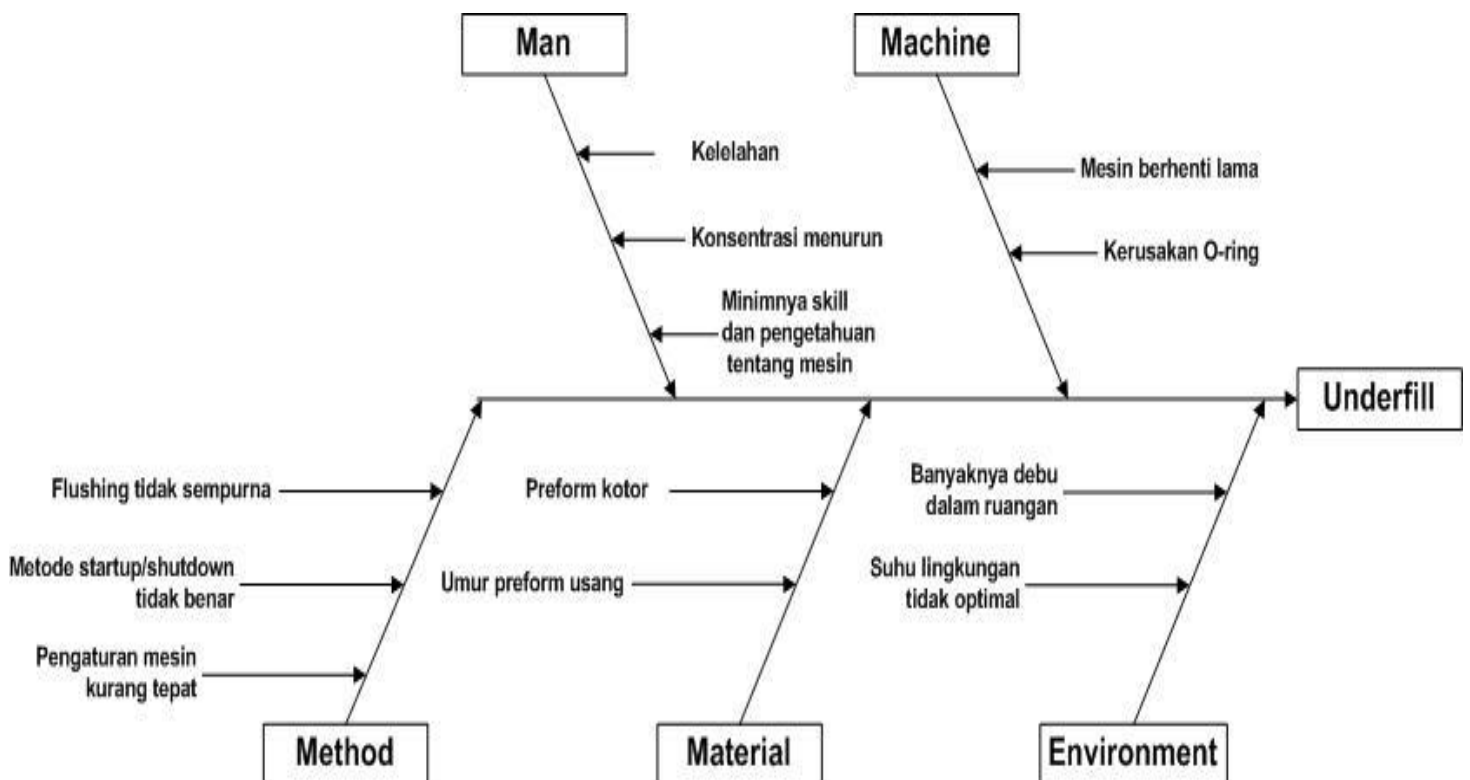 Man
Machine
Kelelahan
Mesin berhenti lama
Konsentrasi menurun
Kerusakan O-ring
Minimnya skill
dan pengetahuan
tentang mesin
Underfill
Flushing tidak sempurna
Preform kotor
Banyaknya debu
dalam ruangan
Metode startup/shutdown
tidak benar
Umur preform usang
Suhu lingkungan
tidak optimal
Pengaturan mesin
kurang tepat
Method
Material
Environment